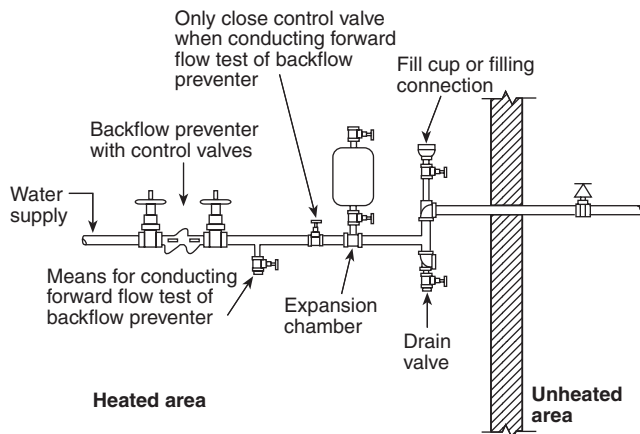 Only close control valve
when conducting forward
flow test of backflow
preventer
Fill cup or filling
connection
Backflow preventer
with control valves
Water
supply
Means for conducting
forward flow test of
backflow preventer
Expansion
chamber
Drain
valve
Heated area
Unheated
area